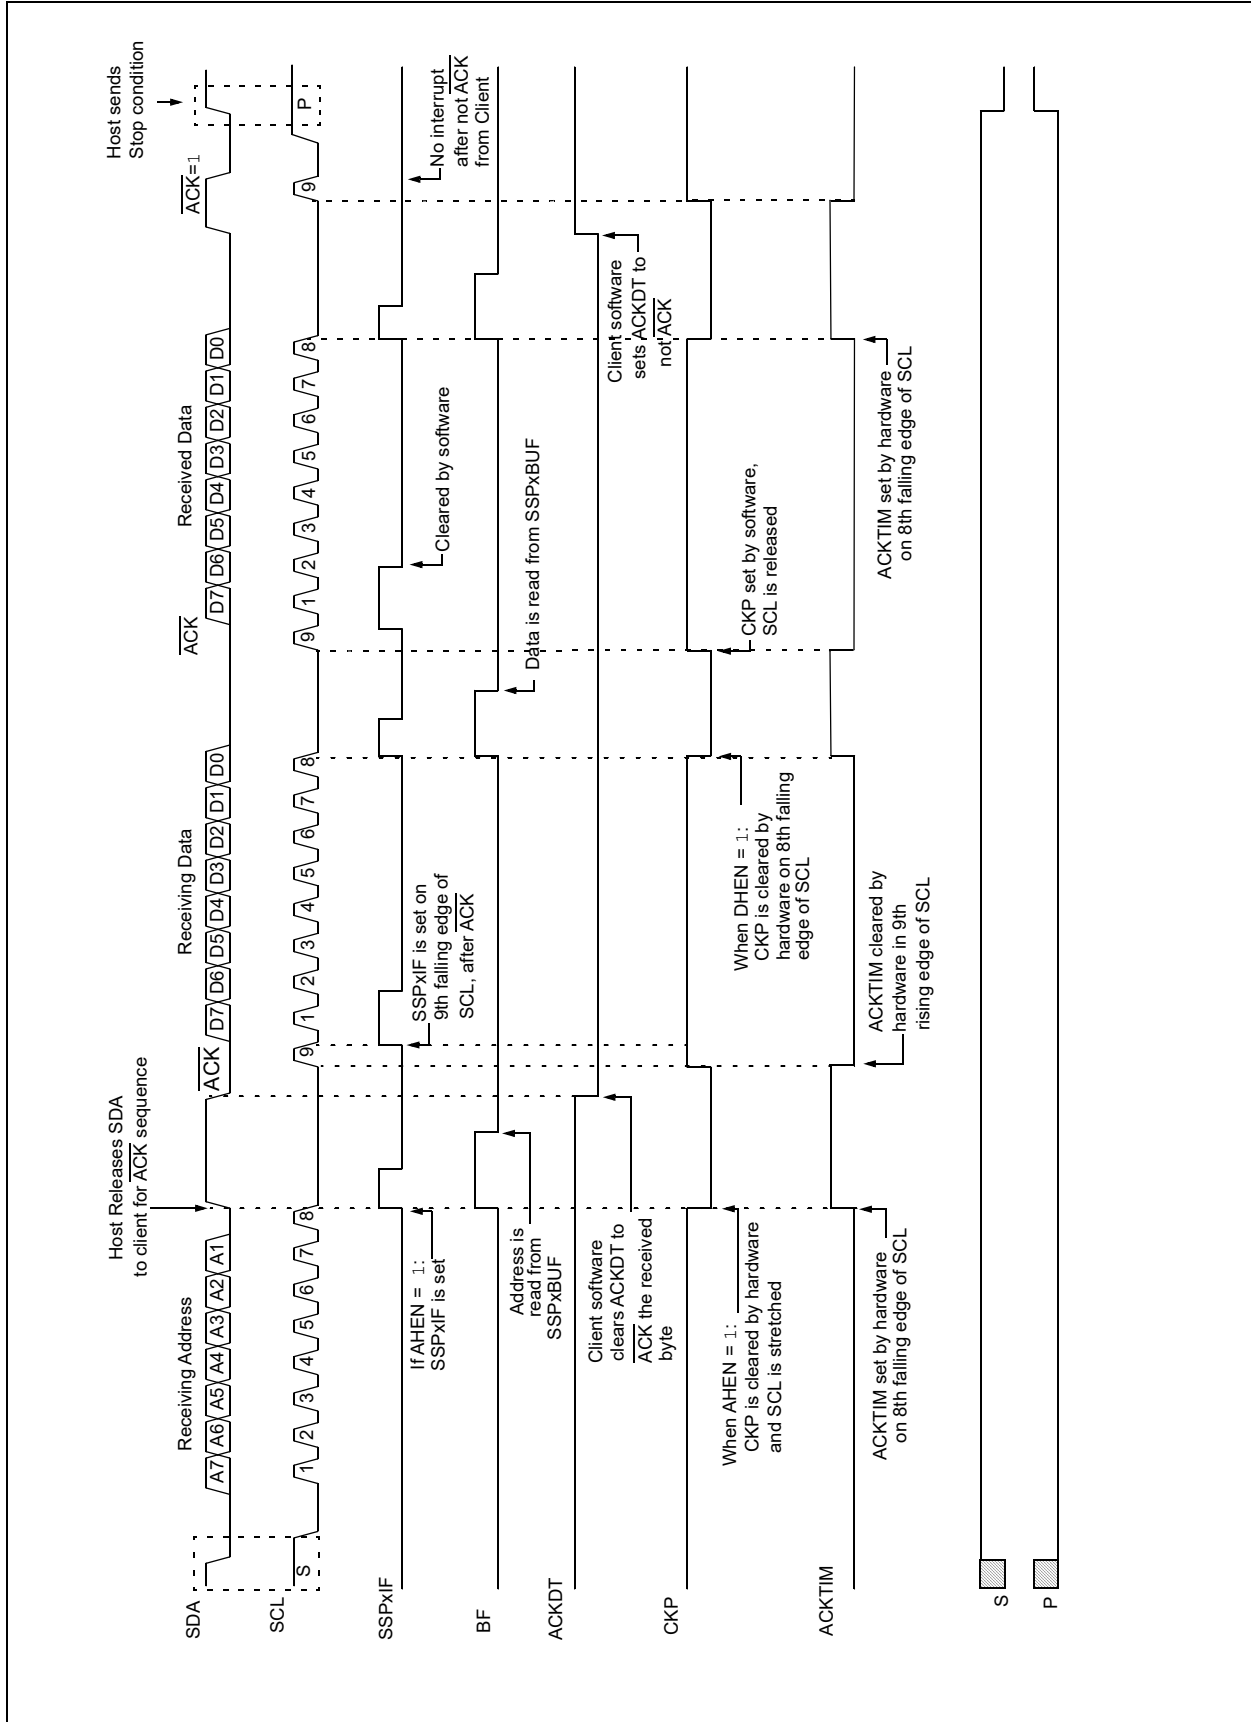 Host Releases SDA
to client for A̅C̅K̅ sequence
Host sends
Stop condition
Receiving Address
Receiving Data
Received Data
SDA
A7 A6 A5 A4 A3 A2 A1
A̅C̅K̅
D7 D6 D5 D4 D3 D2 D1 D0
A̅C̅K̅
D7 D6 D5 D4 D3 D2 D1 D0
A̅C̅K̅=1
SCL
S 1 2 3 4 5 6 7 8 9 1 2 3 4 5 6 7 8 9 1 2 3 4 5 6 7 8 9 P
SSPxIF
If AHEN = 1:
SSPxIF is set
SSPxIF is set on
9th falling edge of
SCL, after A̅C̅K̅
Cleared by software
No interrupt
after not A̅C̅K̅
from Client
BF
Address is
read from
SSPxBUF
Data is read from SSPxBUF
ACKDT
Client software
clears ACKDT to
A̅C̅K̅ the received
byte
Client software
sets ACKDT to
not A̅C̅K̅
CKP
When AHEN = 1:
CKP is cleared by hardware
and SCL is stretched
When DHEN = 1:
CKP is cleared by
hardware on 8th falling
edge of SCL
CKP set by software,
SCL is released
ACKTIM
ACKTIM set by hardware
on 8th falling edge of SCL
ACKTIM cleared by
hardware in 9th
rising edge of SCL
ACKTIM set by hardware
on 8th falling edge of SCL
S
P